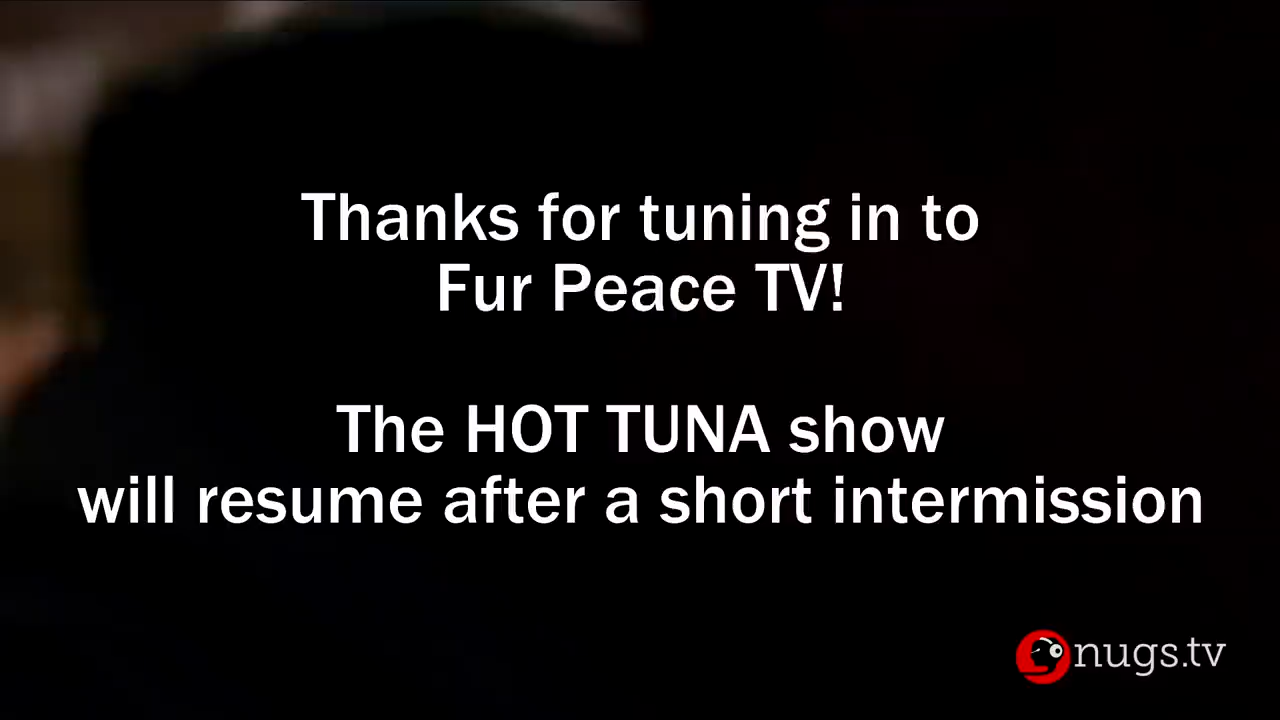 Thanks for tuning in to
Fur Peace TV!
The HOT TUNA show
will resume after a short intermission
nugs.tv